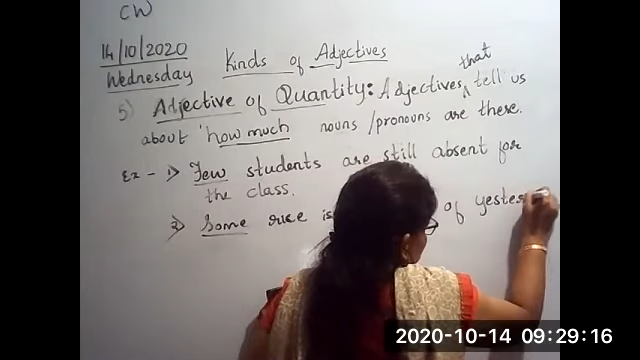 CW
14/10/2020
Wednesday
Kinds of Adjectives
5) Adjective of Quantity: Adjectives that tell us
about 'how much nouns/pronouns are these.
Ex - 1) Few students are still absent for
the class.
2) Some rice is of yester
2020-10-14 09:29:16